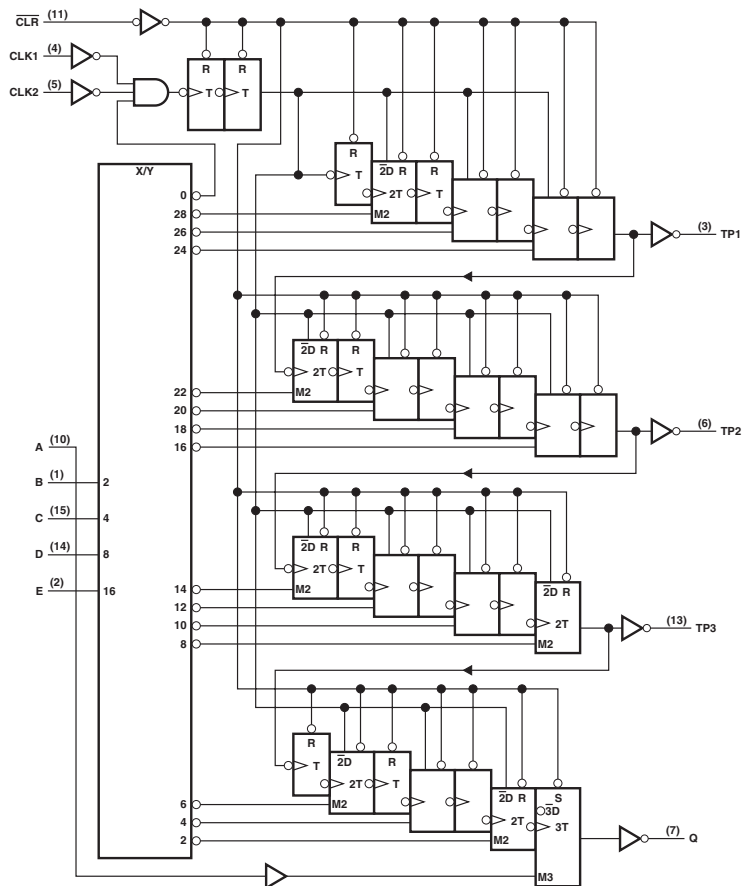 CLR (11)
CLK1 (4)
CLK2 (5)
R R
T T
X/Y
0
28
26
24
R
T
2D R R
2T T
M2
(3) TP1
2D R R
2T T
M2
22
20
18
16
(6) TP2
A (10)
B (1) 2
C (15) 4
D (14) 8
E (2) 16
2D R R
2T T
M2
14
12
10
8
2D R
2T
M2
(13) TP3
R
T
2D R
2T T
M2
6
4
2
2D R
2T
M2
S
3D
3T
M3
(7) Q